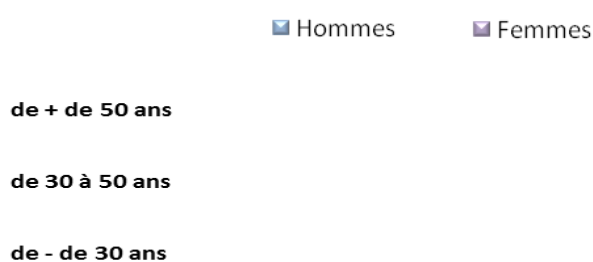 Hommes Femmes
de + de 50 ans
de 30 à 50 ans
de - de 30 ans